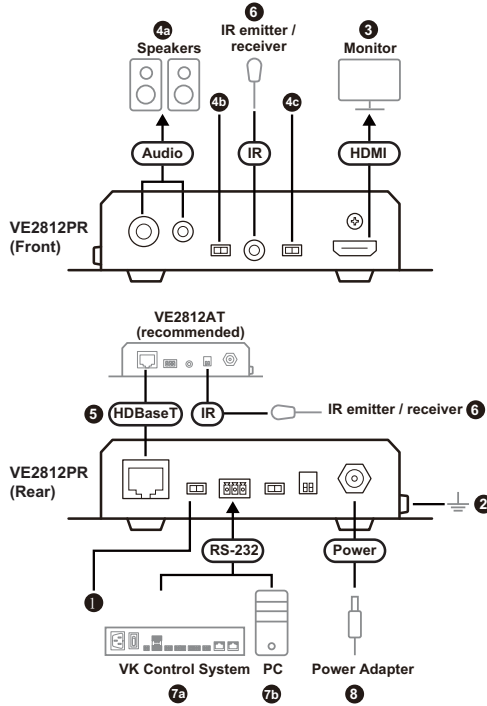 4a
Speakers
6
IR emitter /
receiver
3
Monitor
4b
4c
Audio
IR
HDMI
VE2812PR
(Front)
VE2812AT
(recommended)
5
HDBaseT
IR
IR emitter / receiver 6
VE2812PR
(Rear)
2
RS-232
Power
1
VK Control System
PC
Power Adapter
7a
7b
8